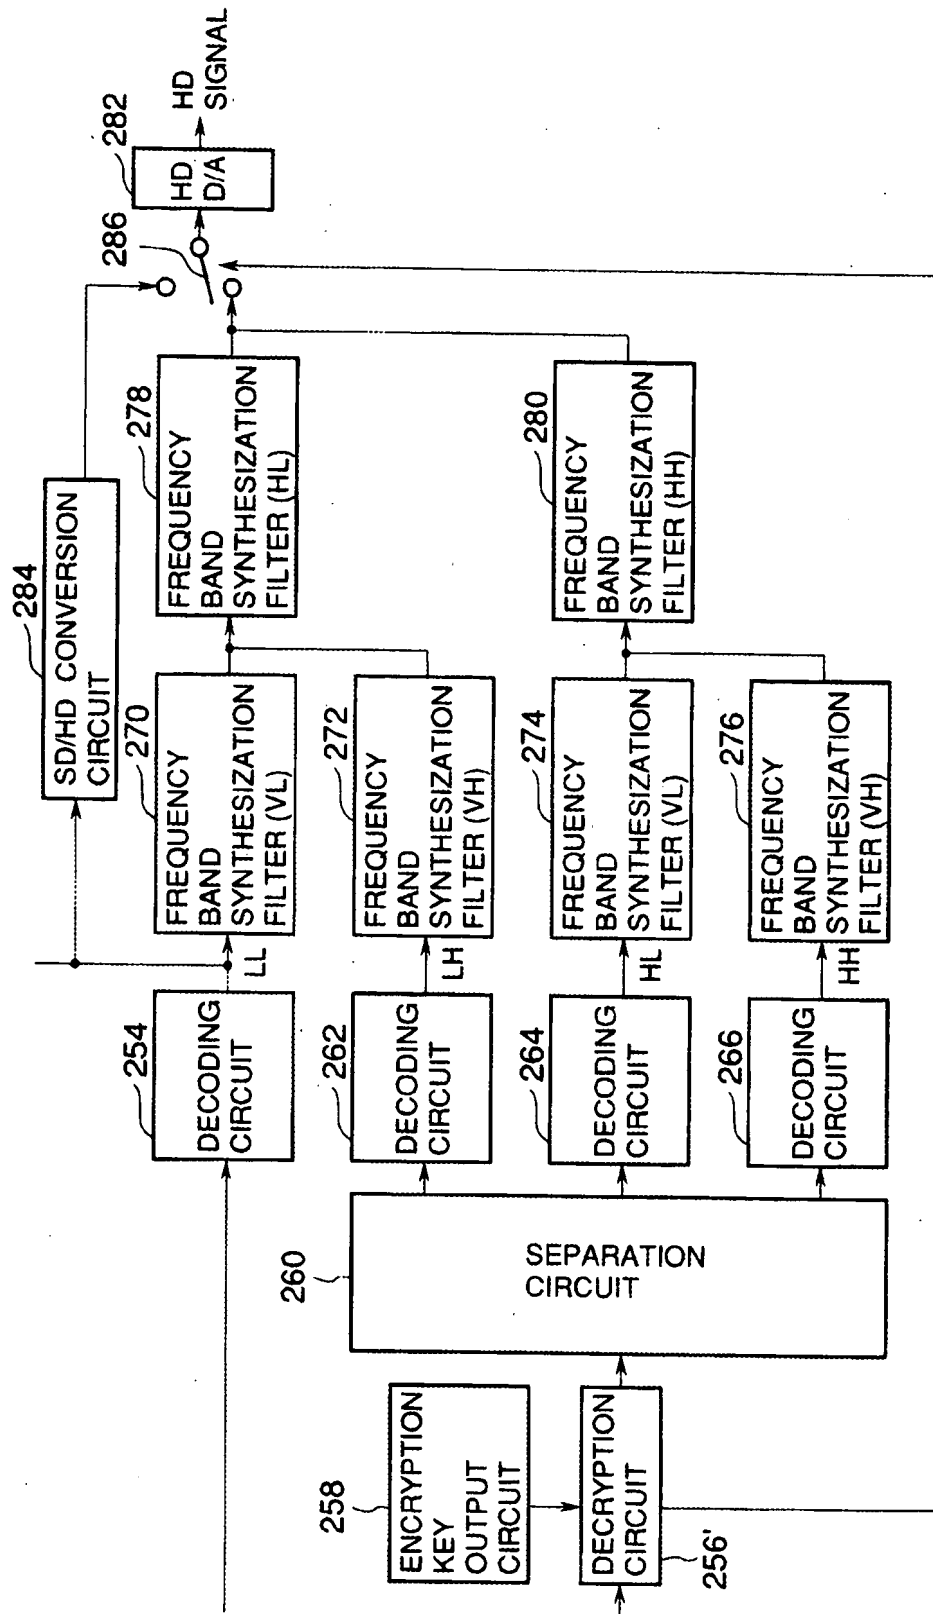 284
SD/HD CONVERSION
CIRCUIT
282
HD
D/A
HD
SIGNAL
286
254
DECODING
CIRCUIT
LL
270
FREQUENCY
BAND
SYNTHESIZATION
FILTER (VL)
278
FREQUENCY
BAND
SYNTHESIZATION
FILTER (HL)
262
DECODING
CIRCUIT
LH
272
FREQUENCY
BAND
SYNTHESIZATION
FILTER (VH)
258
ENCRYPTION
KEY
OUTPUT
CIRCUIT
260
SEPARATION
CIRCUIT
264
DECODING
CIRCUIT
HL
274
FREQUENCY
BAND
SYNTHESIZATION
FILTER (VL)
280
FREQUENCY
BAND
SYNTHESIZATION
FILTER (HH)
DECRYPTION
CIRCUIT
256'
266
DECODING
CIRCUIT
HH
276
FREQUENCY
BAND
SYNTHESIZATION
FILTER (VH)